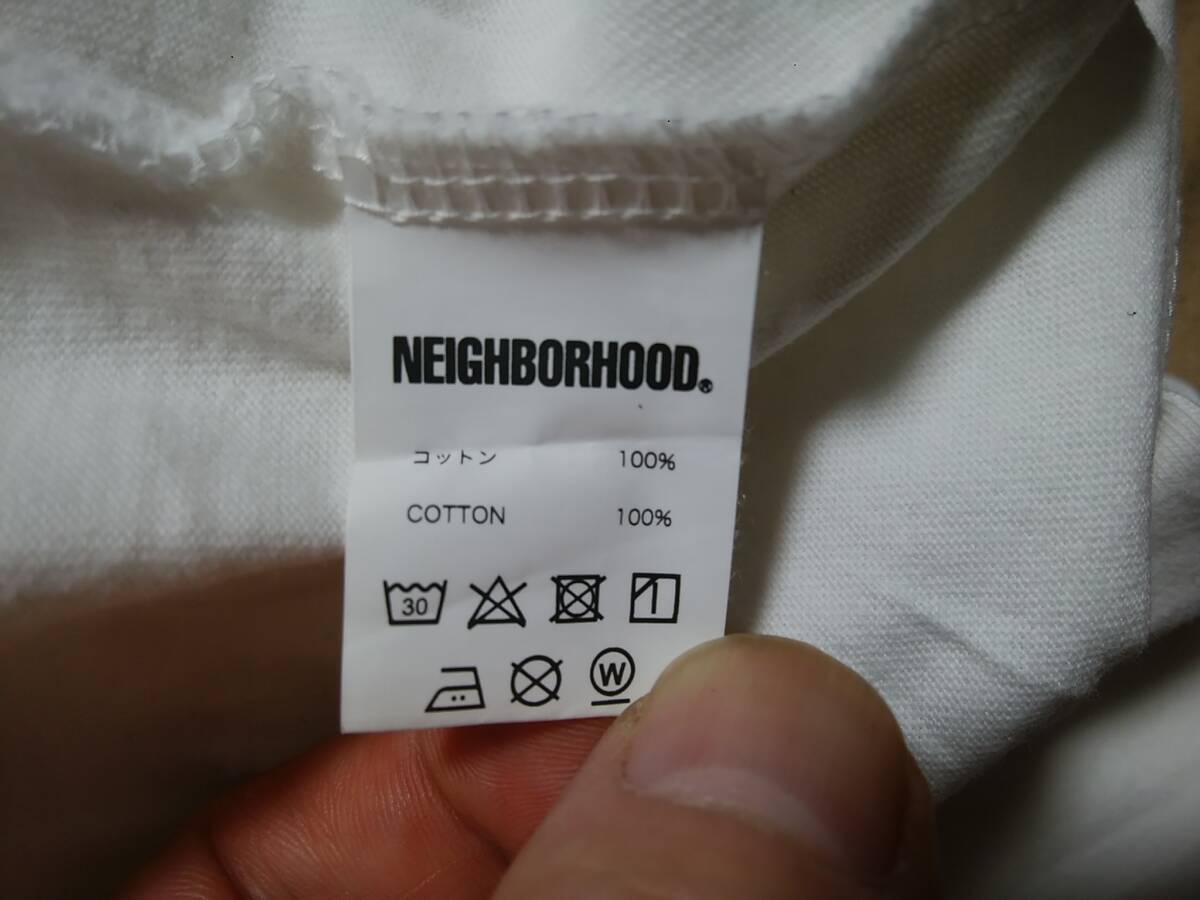 NEIGHBORHOOD®
コットン 100%
COTTON 100%
30
W